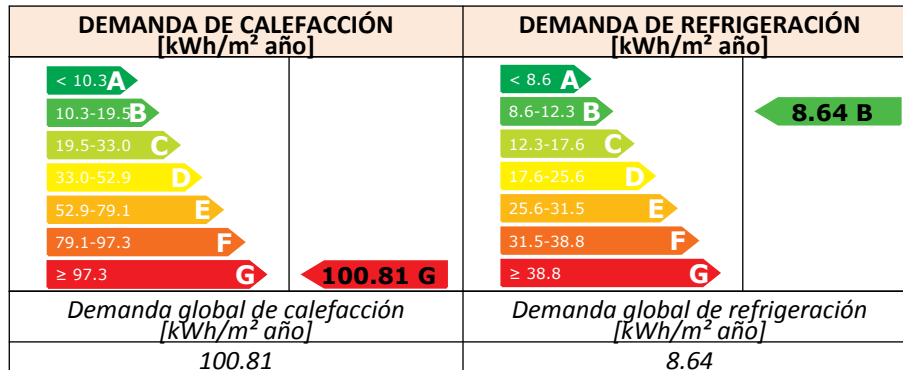 DEMANDA DE CALEFACCIÓN
[kWh/m² año]
DEMANDA DE REFRIGERACIÓN
[kWh/m² año]
< 10.3 A
10.3-19.5 B
19.5-33.0 C
33.0-52.9 D
52.9-79.1 E
79.1-97.3 F
≥ 97.3 G
100.81 G
< 8.6 A
8.6-12.3 B
12.3-17.6 C
17.6-25.6 D
25.6-31.5 E
31.5-38.8 F
≥ 38.8 G
8.64 B
Demanda global de calefacción
[kWh/m² año]
Demanda global de refrigeración
[kWh/m² año]
100.81
8.64